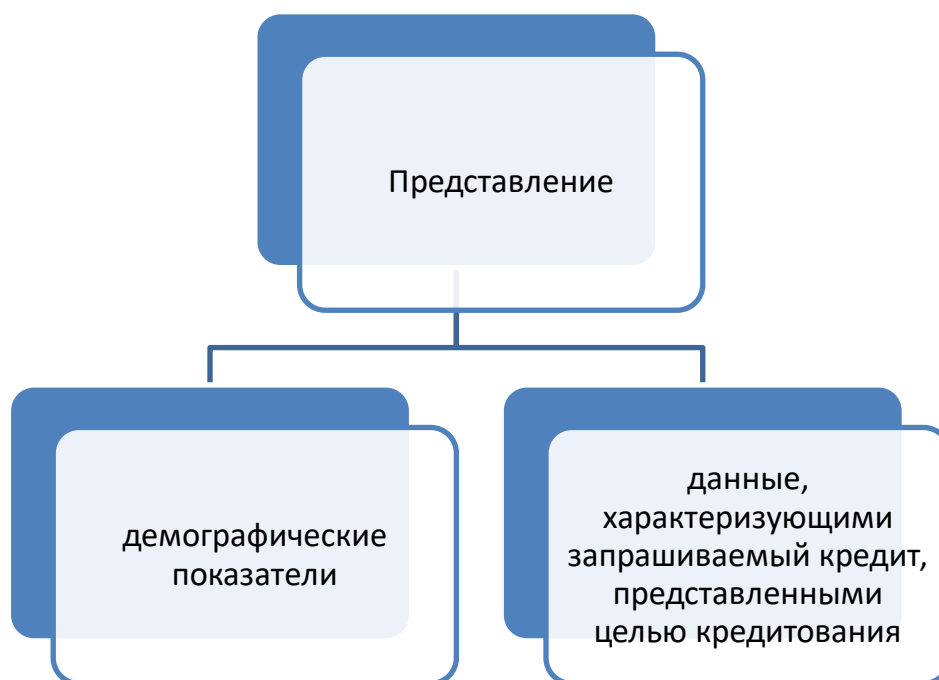 Представление
демографические
показатели
данные,
характеризующими
запрашиваемый кредит,
представленными
целью кредитования